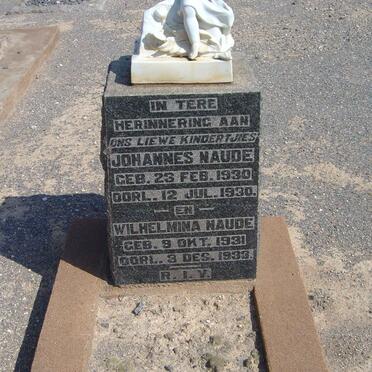 IN TERE
HERINNERING AAN
ONS LIEWE KINDERTJIES
JOHANNES NAUDE
GEB. 23 FEB. 1930
OORL. 12 JUL. 1930.
— EN —
WILHELMINA NAUDE
GEB. 9 OKT. 1931
OORL. 3 DES. 1933.
R.I.V.